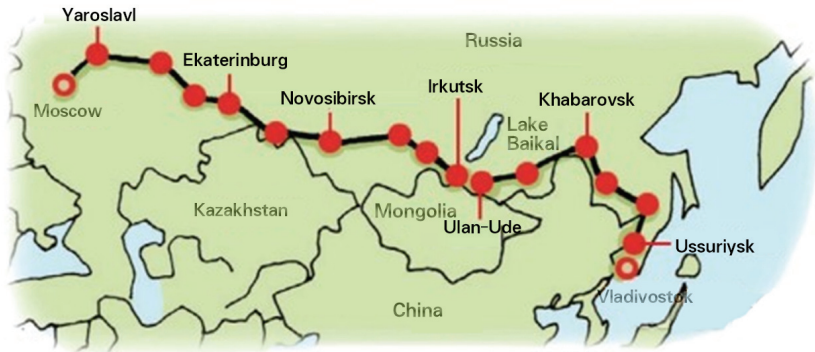 Yaroslavl
Russia
Ekaterinburg
Irkutsk
Novosibirsk
Khabarovsk
Moscow
Lake
Baikal
Kazakhstan
Mongolia
Ulan-Ude
Ussuriysk
Vladivostok
China